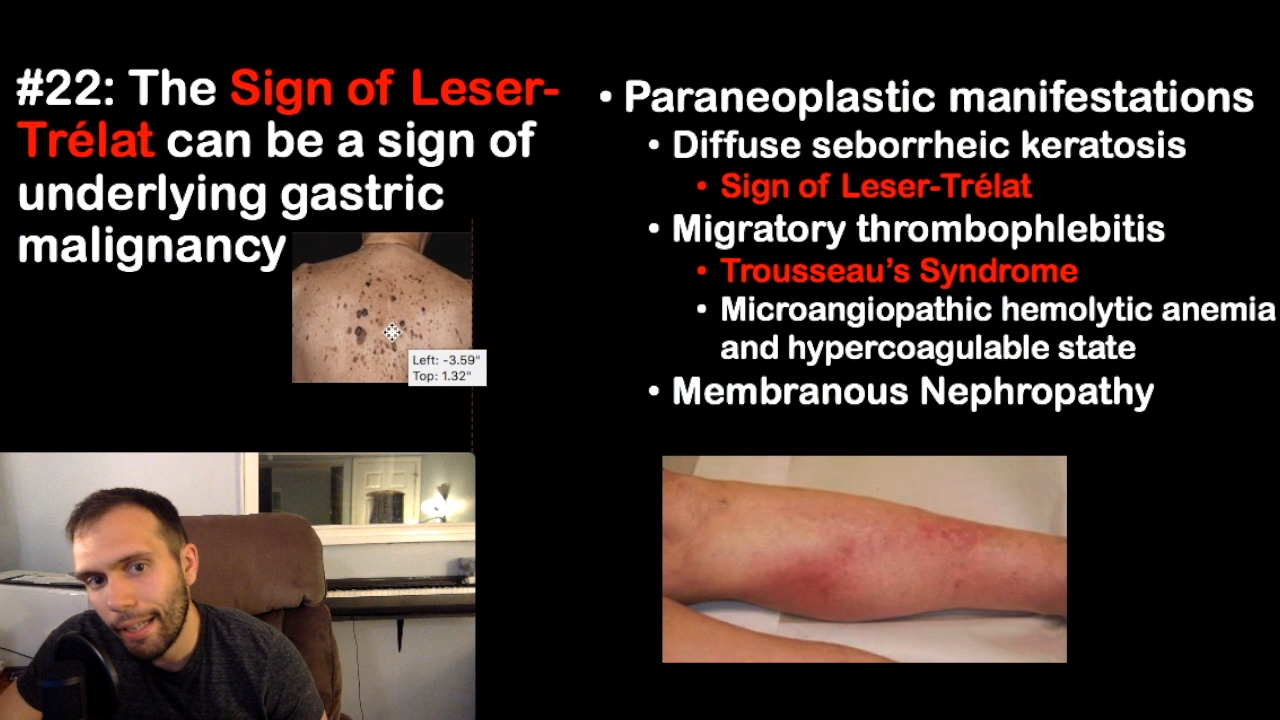 #22: The Sign of Leser-
Trélat can be a sign of
underlying gastric
malignancy
Left: -3.59"
Top: 1.32"
• Paraneoplastic manifestations
• Diffuse seborrheic keratosis
• Sign of Leser-Trélat
• Migratory thrombophlebitis
• Trousseau’s Syndrome
• Microangiopathic hemolytic anemia
and hypercoagulable state
• Membranous Nephropathy